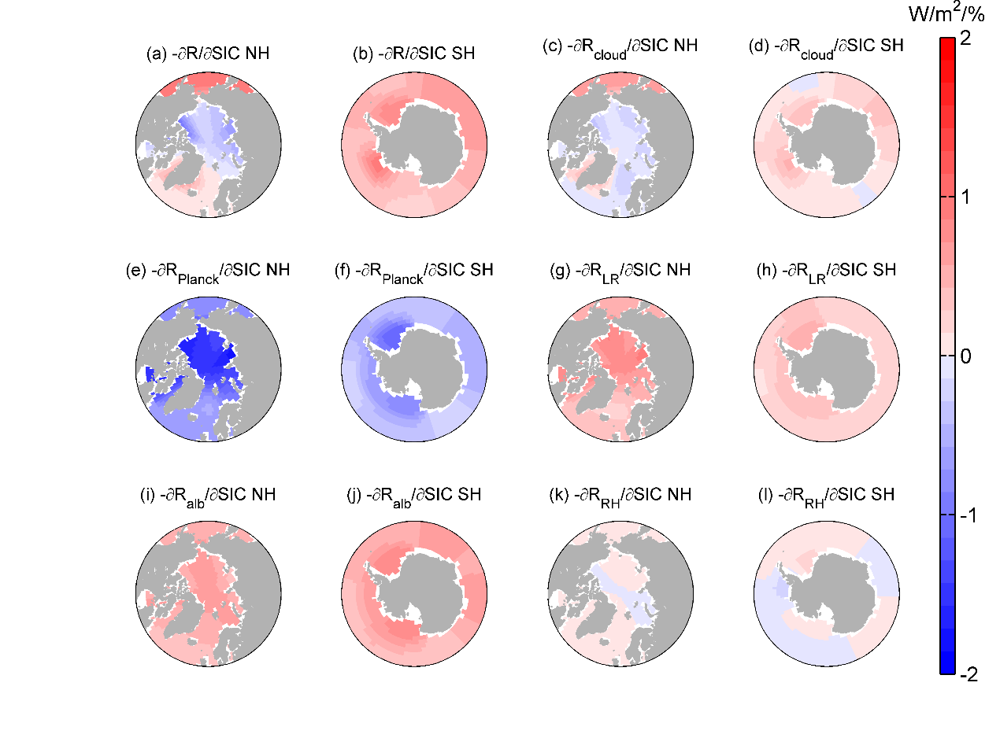 W/m²/%
(a) -∂R/∂SIC NH
(b) -∂R/∂SIC SH
(c) -∂R_cloud/∂SIC NH
(d) -∂R_cloud/∂SIC SH
2
1
0
-1
-2
(e) -∂R_Planck/∂SIC NH
(f) -∂R_Planck/∂SIC SH
(g) -∂R_LR/∂SIC NH
(h) -∂R_LR/∂SIC SH
(i) -∂R_alb/∂SIC NH
(j) -∂R_alb/∂SIC SH
(k) -∂R_RH/∂SIC NH
(l) -∂R_RH/∂SIC SH